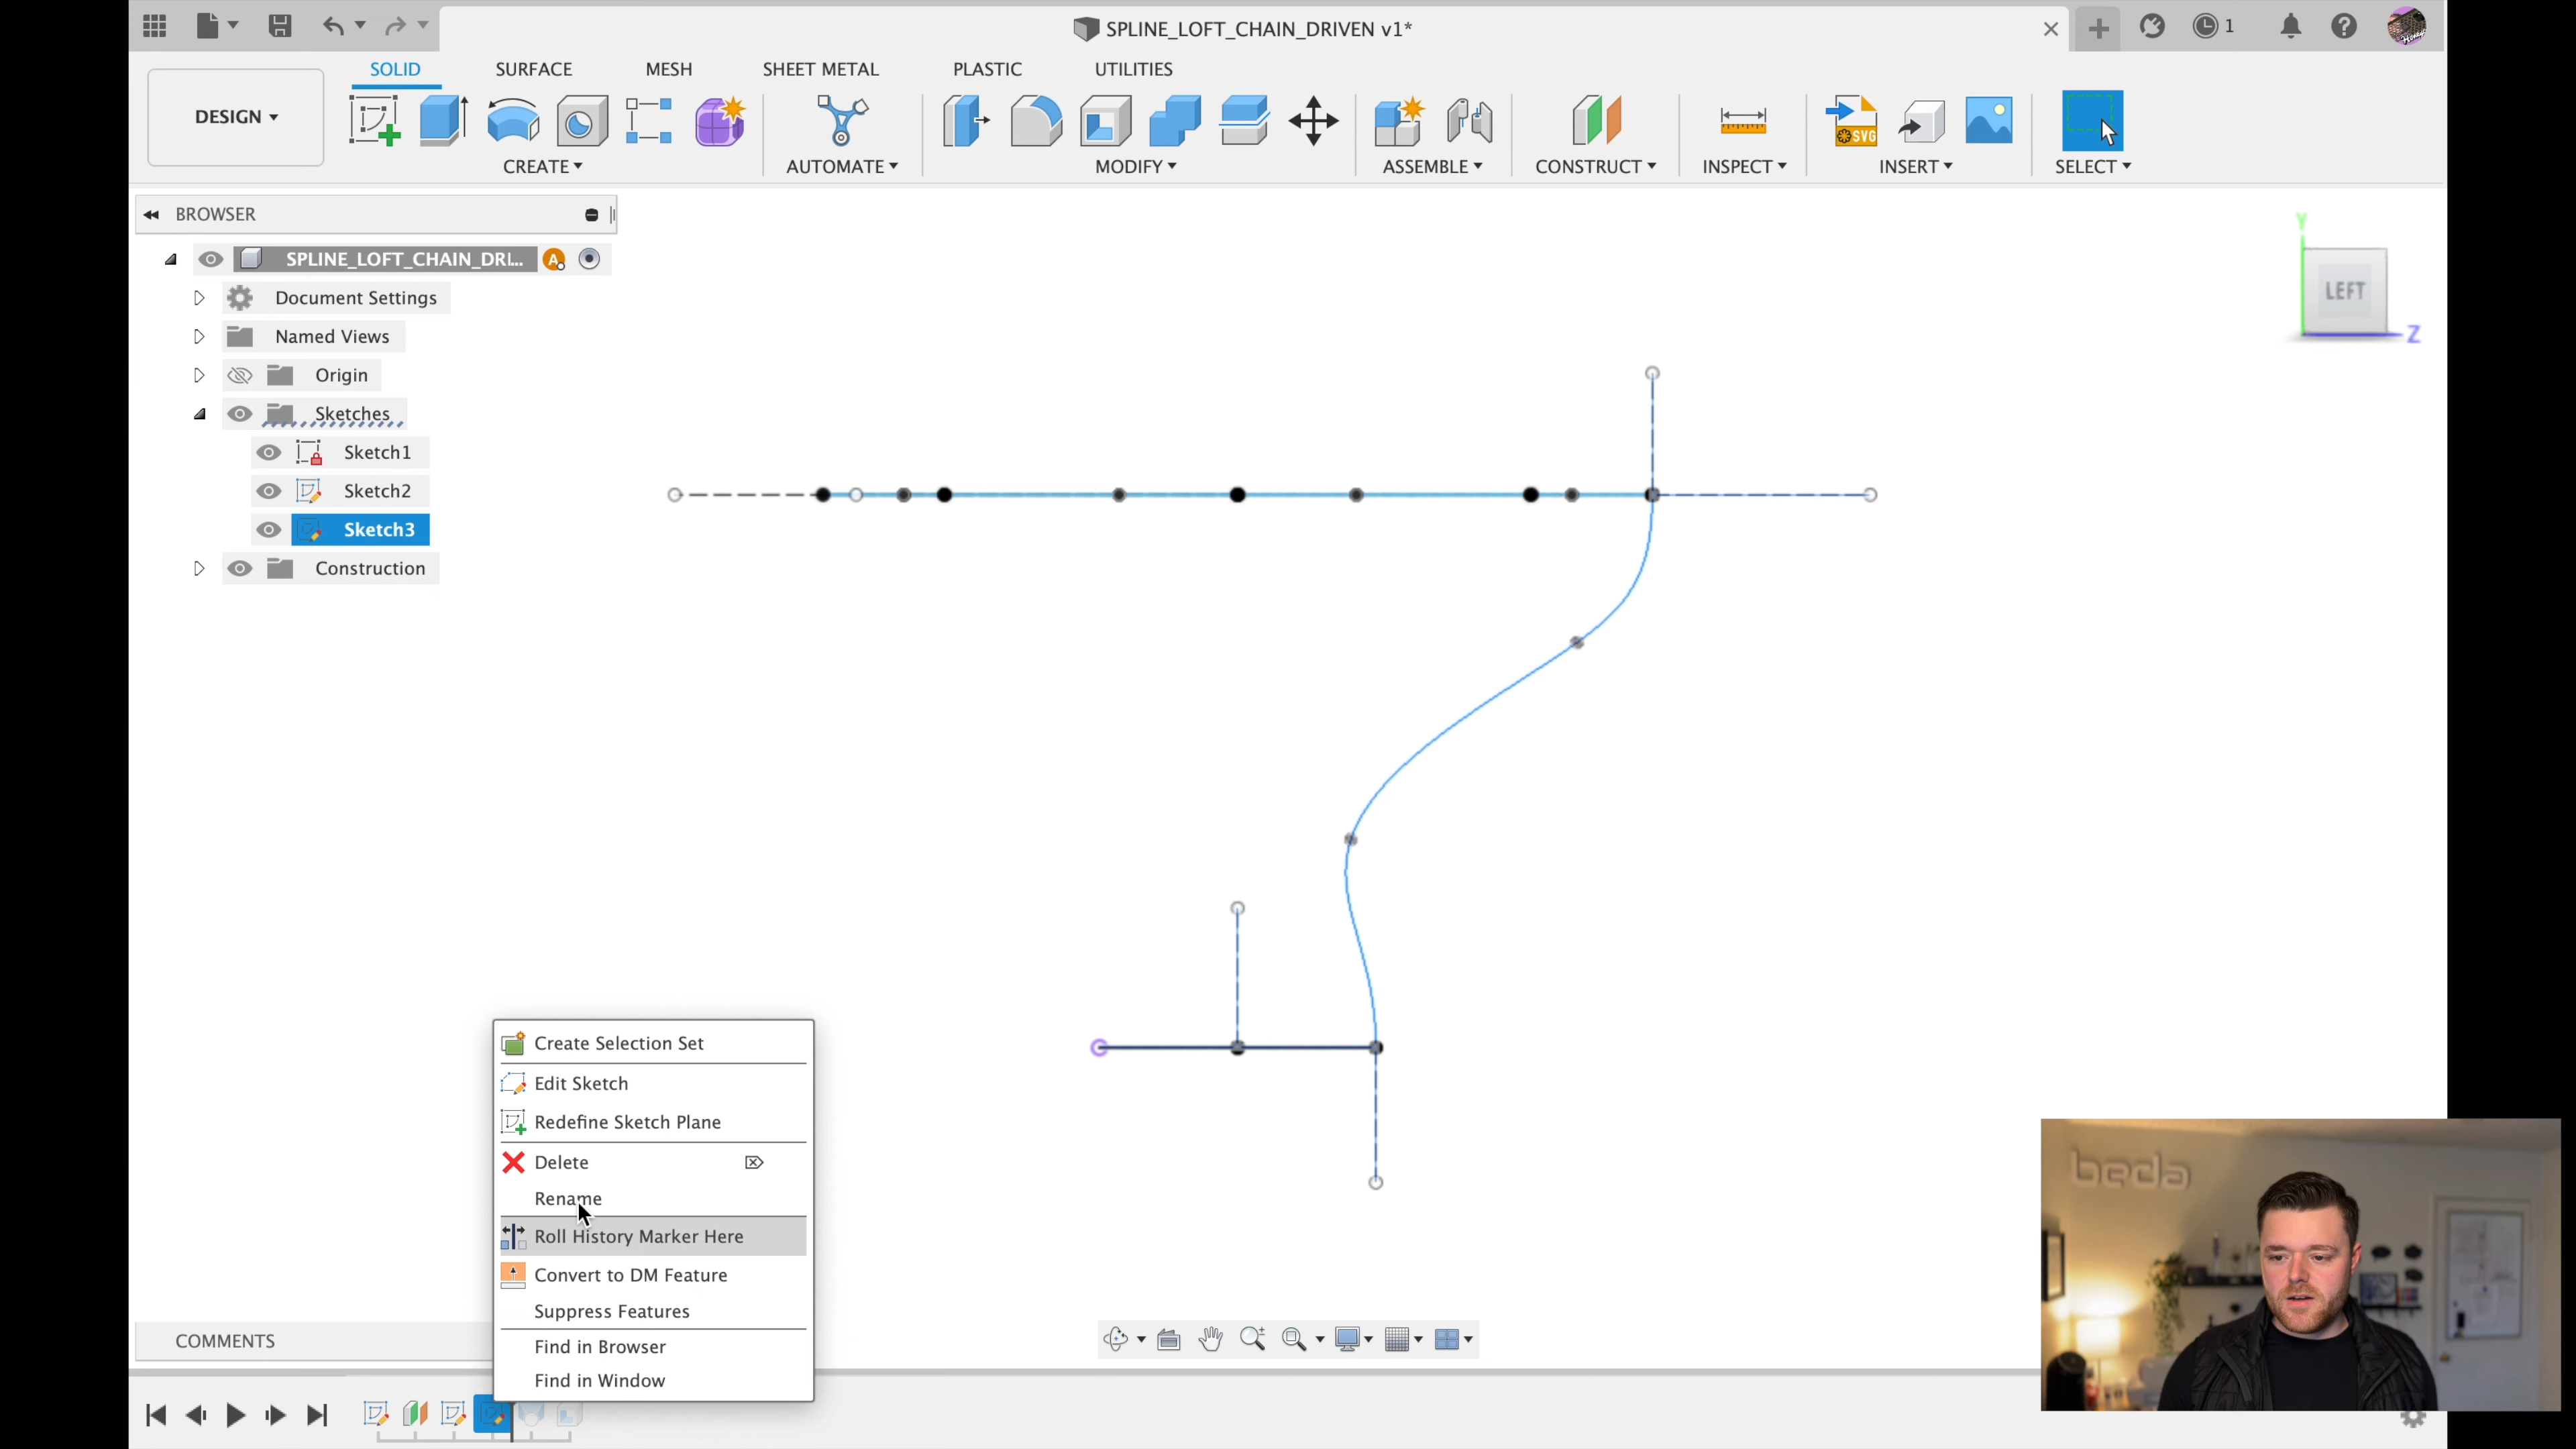 SPLINE_LOFT_CHAIN_DRIVEN v1*
1
DESIGN
SOLID
SURFACE
MESH
SHEET METAL
PLASTIC
UTILITIES
CREATE
AUTOMATE
MODIFY
ASSEMBLE
CONSTRUCT
INSPECT
SVG
INSERT
SELECT
BROWSER
SPLINE_LOFT_CHAIN_DRI...
A
Document Settings
Named Views
Origin
Sketches
Sketch1
Sketch2
Sketch3
Construction
Y
LEFT
Z
Create Selection Set
Edit Sketch
Redefine Sketch Plane
Delete
Rename
Roll History Marker Here
Convert to DM Feature
Suppress Features
Find in Browser
Find in Window
COMMENTS
beda